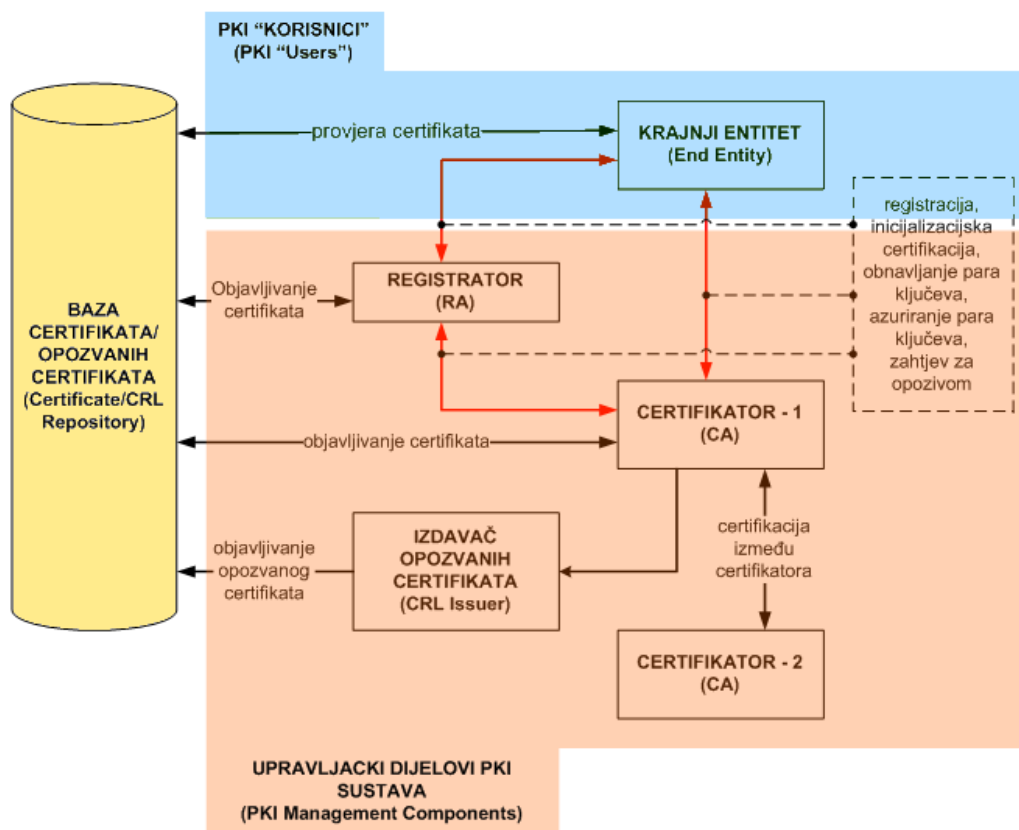 PKI “KORISNICI”
(PKI “Users”)
provjera certifikata
KRAJNJI ENTITET
(End Entity)
registracija,
inicijalizacijska
certifikacija,
obnavljanje para
ključeva,
azuriranje para
ključeva,
zahtjev za
opozivom
BAZA
CERTIFIKATA/
OPOZVANIH
CERTIFIKATA
(Certificate/CRL
Repository)
Objavljivanje
certifikata
REGISTRATOR
(RA)
CERTIFIKATOR - 1
(CA)
objavljivanje certifikata
objavljivanje
opozvanog
certifikata
IZDAVAČ
OPOZVANIH
CERTIFIKATA
(CRL Issuer)
certifikacija
između
certifikatora
CERTIFIKATOR - 2
(CA)
UPRAVLJACKI DIJELOVI PKI
SUSTAVA
(PKI Management Components)